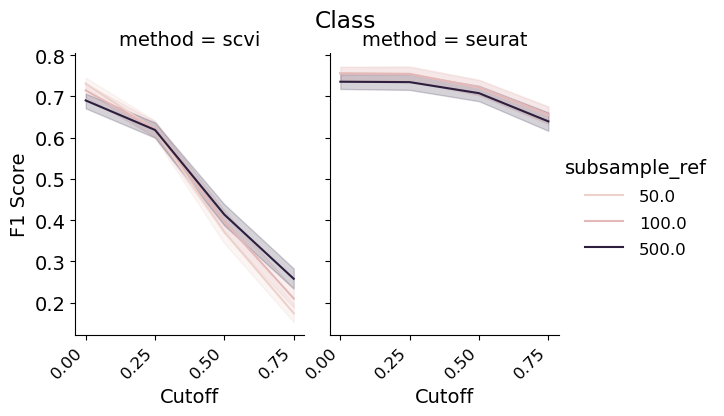 Class
method = scvi
method = seurat
0.8
0.7
0.6
0.5
0.4
0.3
0.2
F1 Score
0.00
0.25
0.50
0.75
0.00
0.25
0.50
0.75
Cutoff
Cutoff
subsample_ref
50.0
100.0
500.0